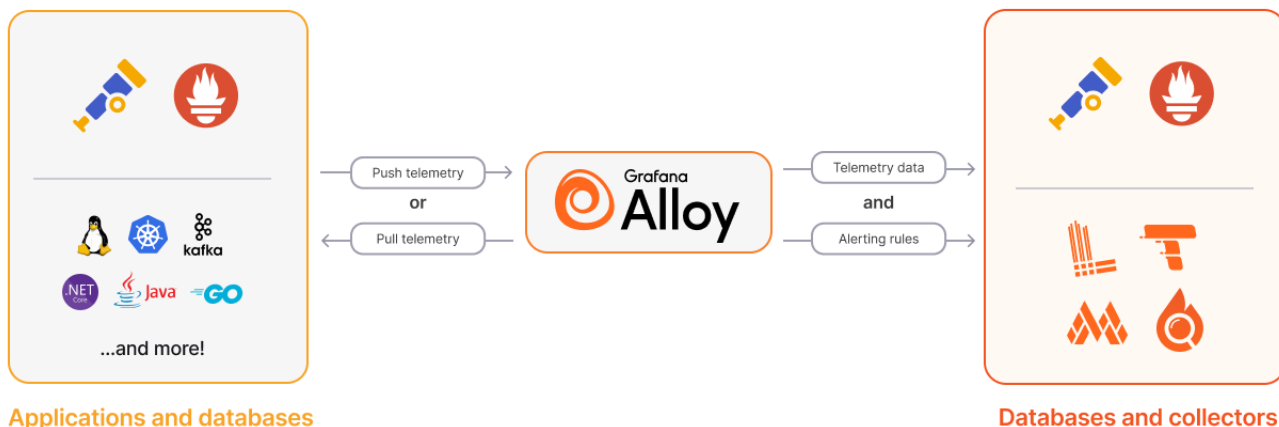 Push telemetry
or
Pull telemetry
Grafana
Alloy
Telemetry data
and
Alerting rules
kafka
.NET
Core
Java
GO
...and more!
Applications and databases
Databases and collectors